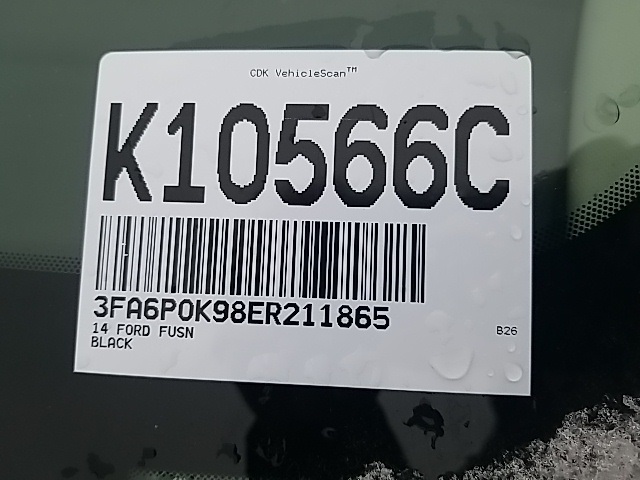 CDK VehicleScan™
K10566C
3FA6P0K98ER211865
14 FORD FUSN
BLACK
B26